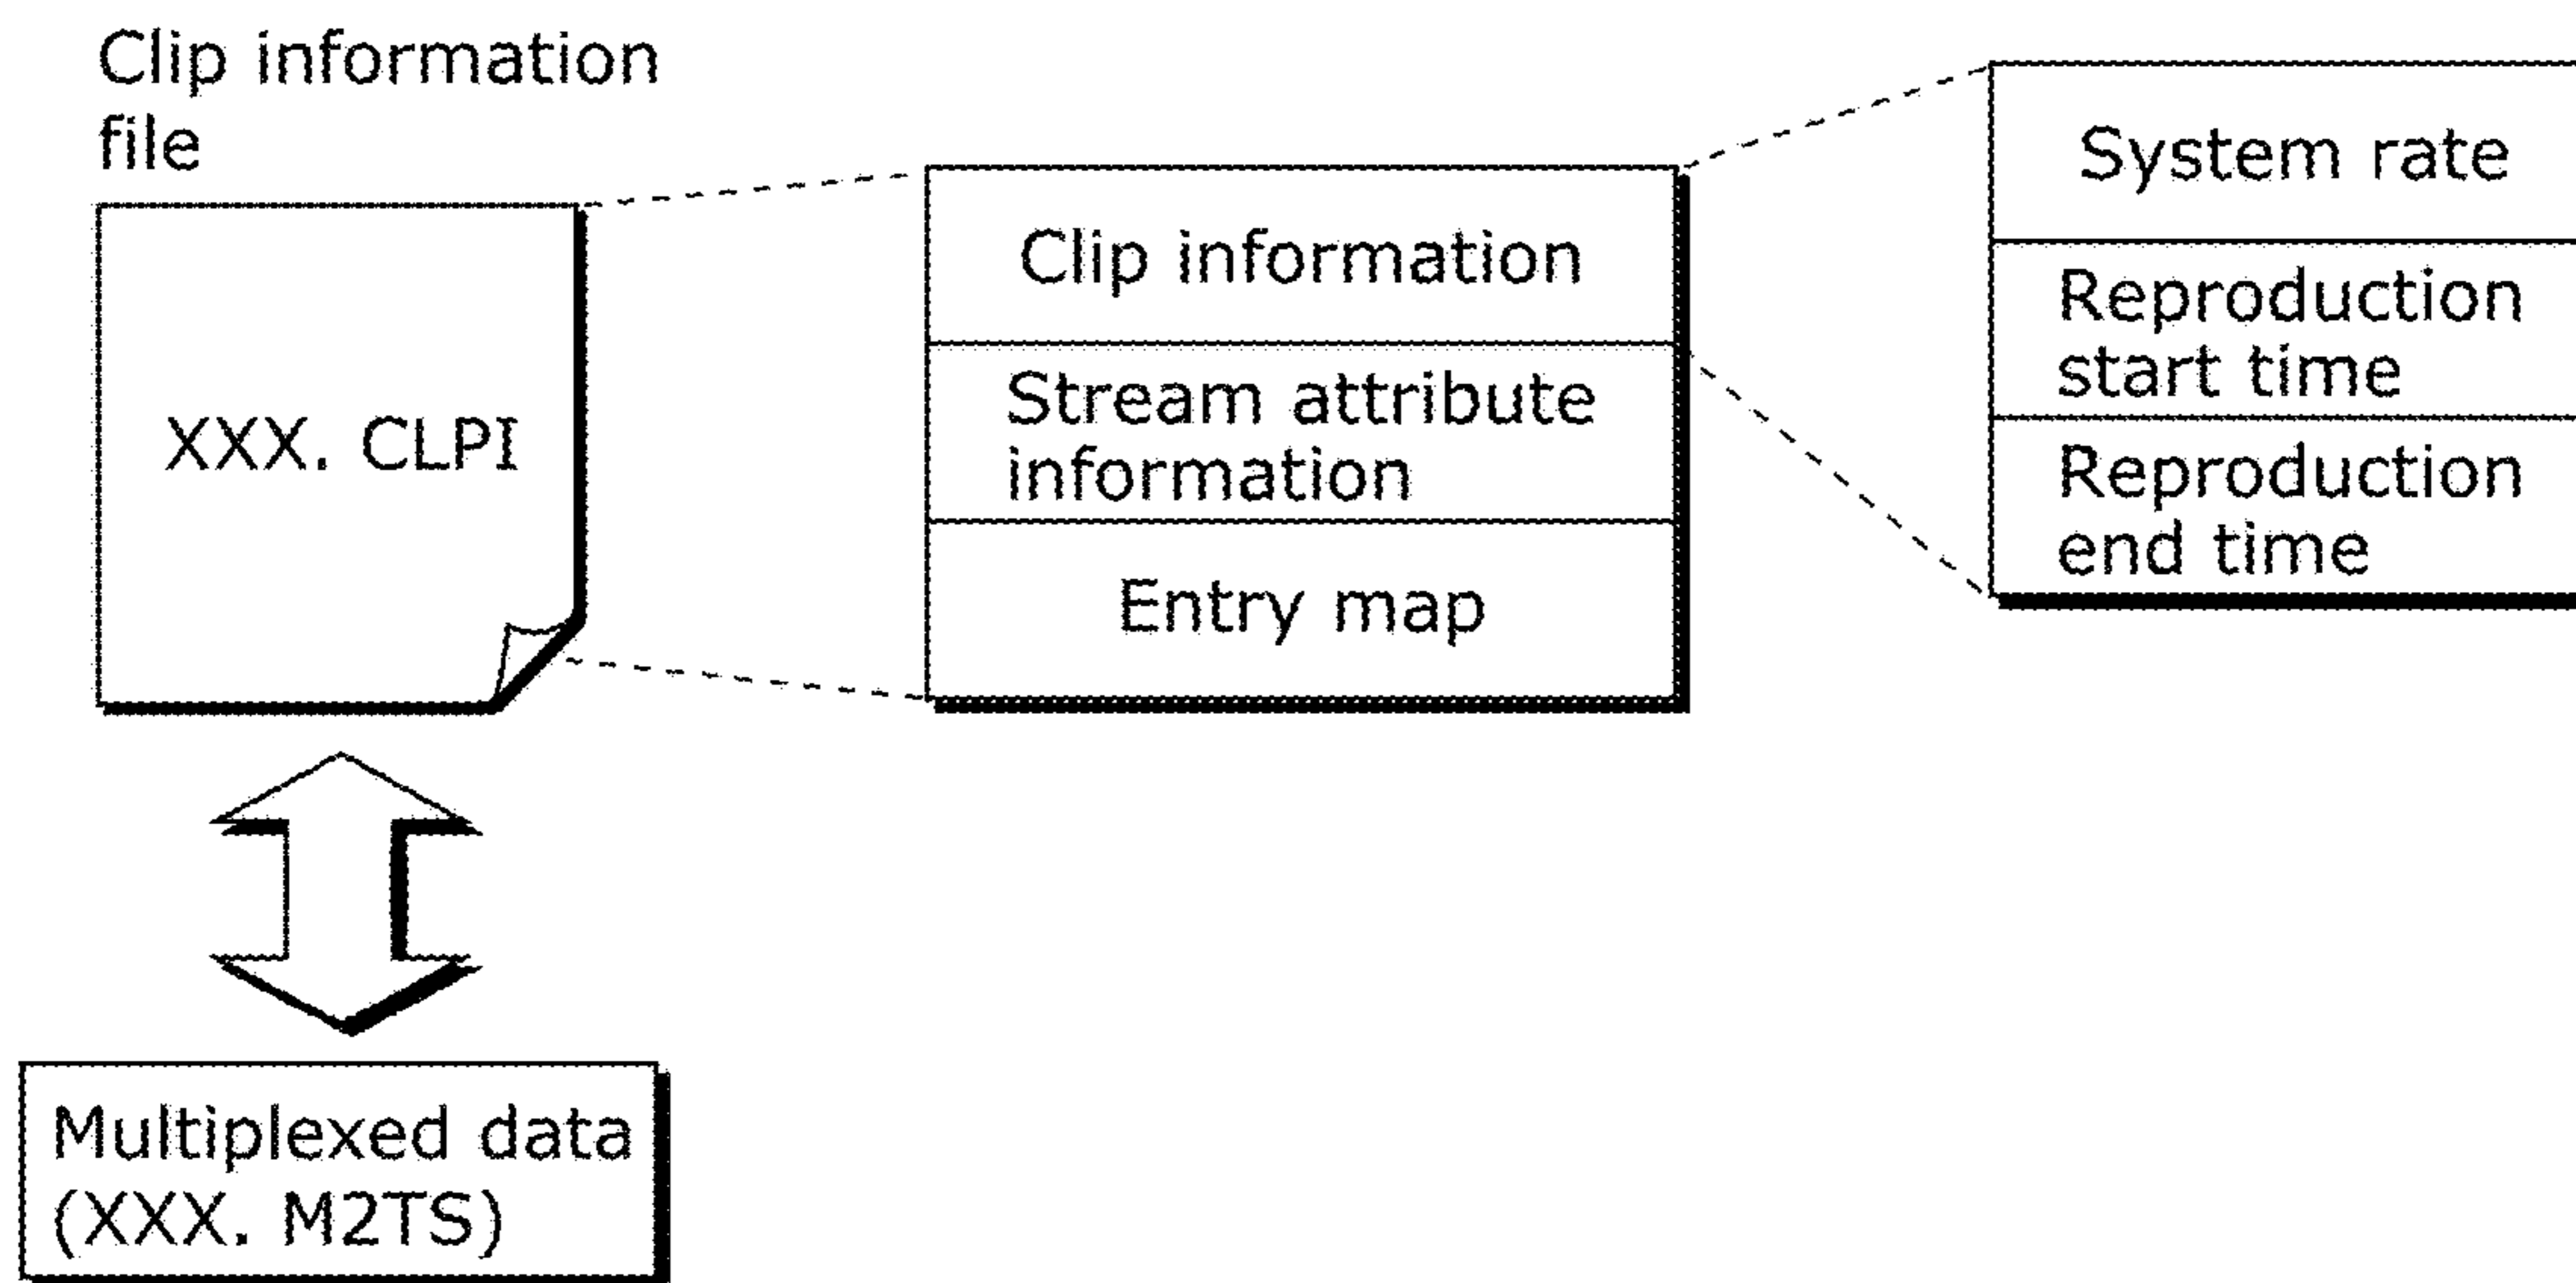 Clip information
file
XXX. CLPI
Clip information
Stream attribute
information
Entry map
System rate
Reproduction
start time
Reproduction
end time
Multiplexed data
(XXX. M2TS)